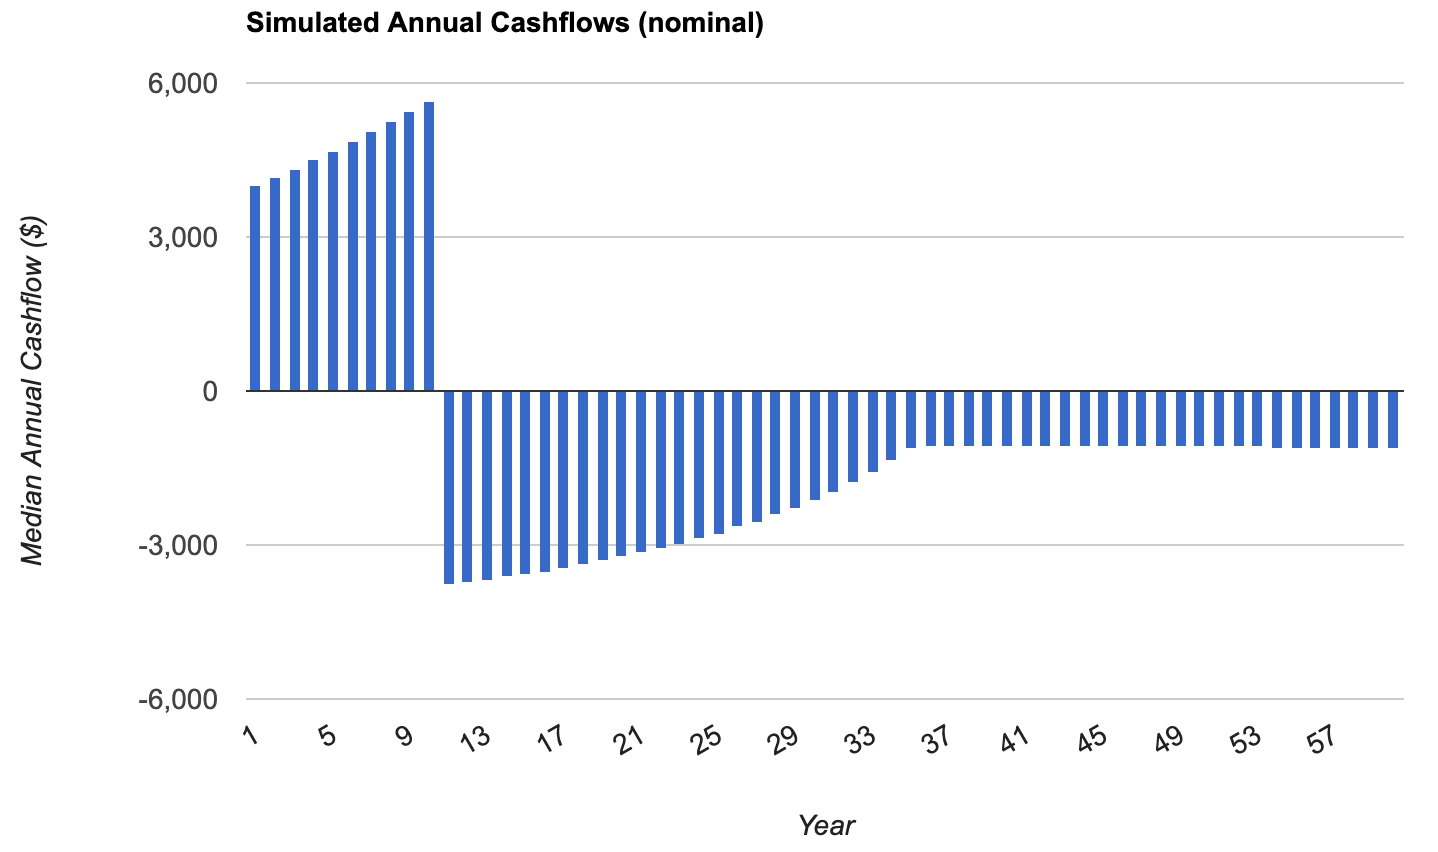 Simulated Annual Cashflows (nominal)
6,000
3,000
0
-3,000
-6,000
Median Annual Cashflow ($)
1 5 9 13 17 21 25 29 33 37 41 45 49 53 57
Year